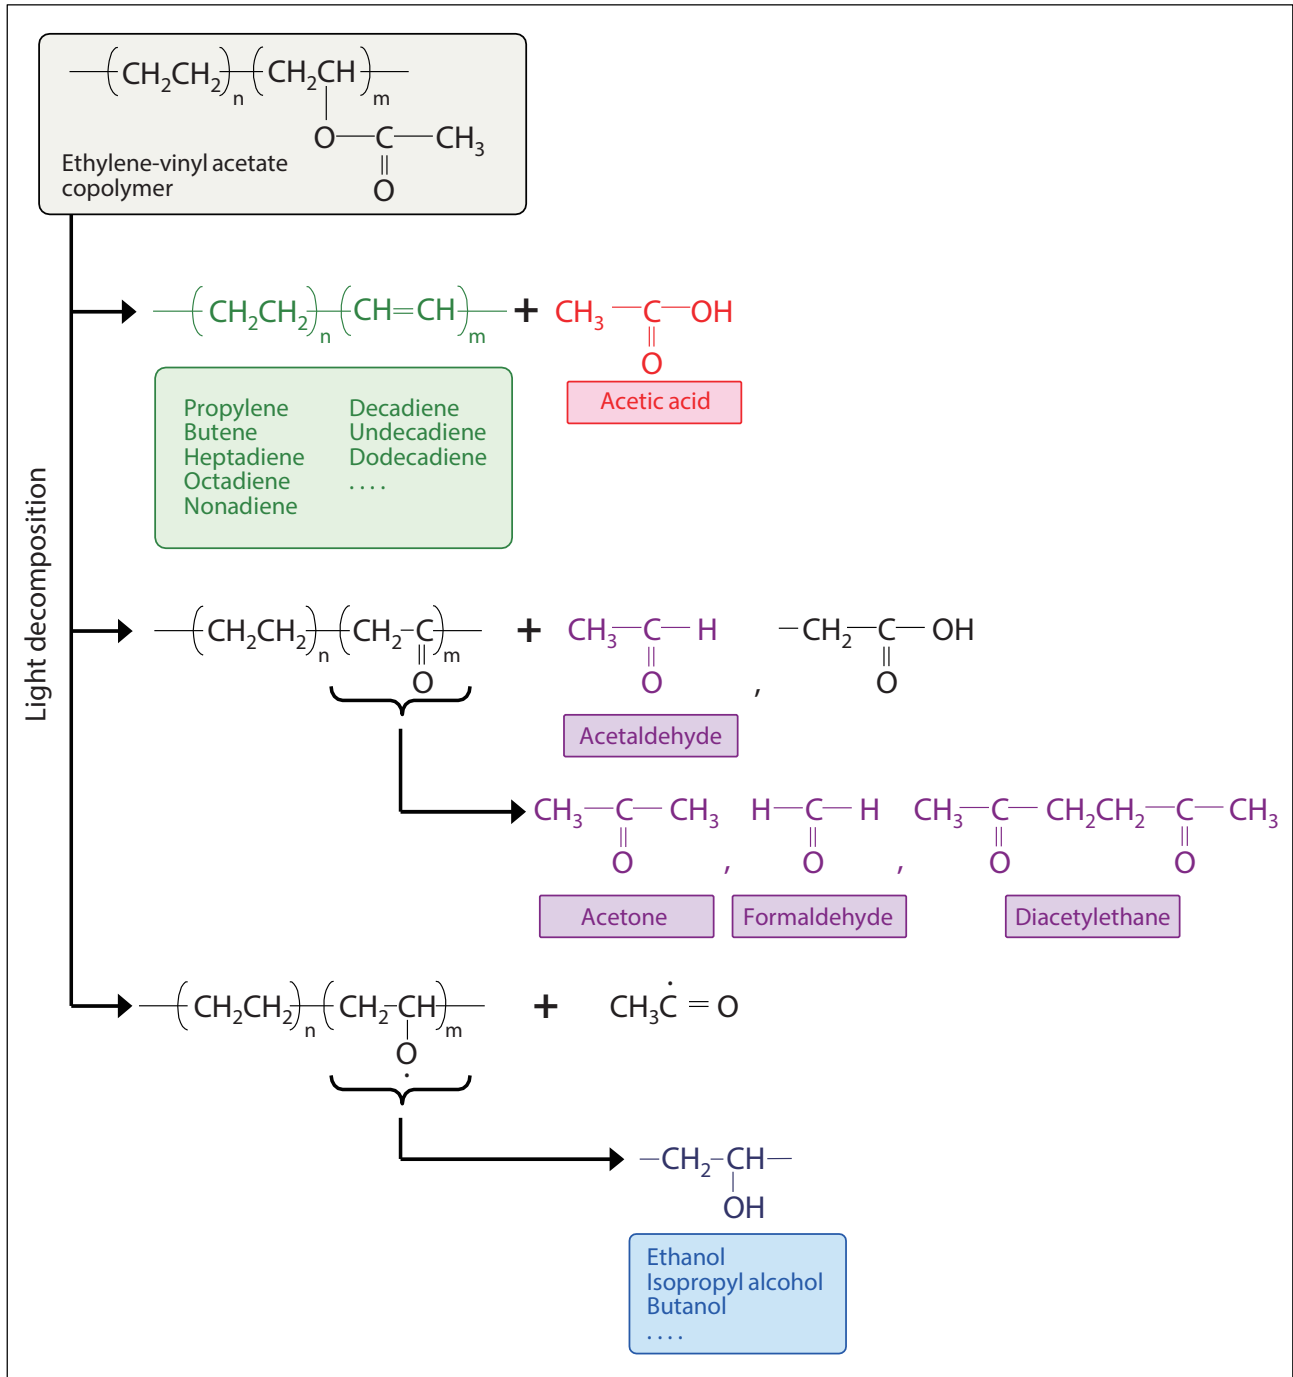 —(CH₂CH₂)n—(CH₂CH)m—
O—C—CH₃
||
O
Ethylene-vinyl acetate
copolymer
Light decomposition
—(CH₂CH₂)n—(CH=CH)m— + CH₃—C—OH
||
O
Acetic acid
Propylene
Butene
Heptadiene
Octadiene
Nonadiene
Decadiene
Undecadiene
Dodecadiene
....
—(CH₂CH₂)n—(CH₂-C)m— + CH₃—C—H , —CH₂—C—OH
|| || ||
O O O
Acetaldehyde
CH₃—C—CH₃ , H—C—H , CH₃—C—CH₂CH₂—C—CH₃
|| || || ||
O O O O
Acetone
Formaldehyde
Diacetylethane
—(CH₂CH₂)n—(CH₂-CH)m— + CH₃Ċ=O
O
·
—CH₂-CH—
OH
Ethanol
Isopropyl alcohol
Butanol
....